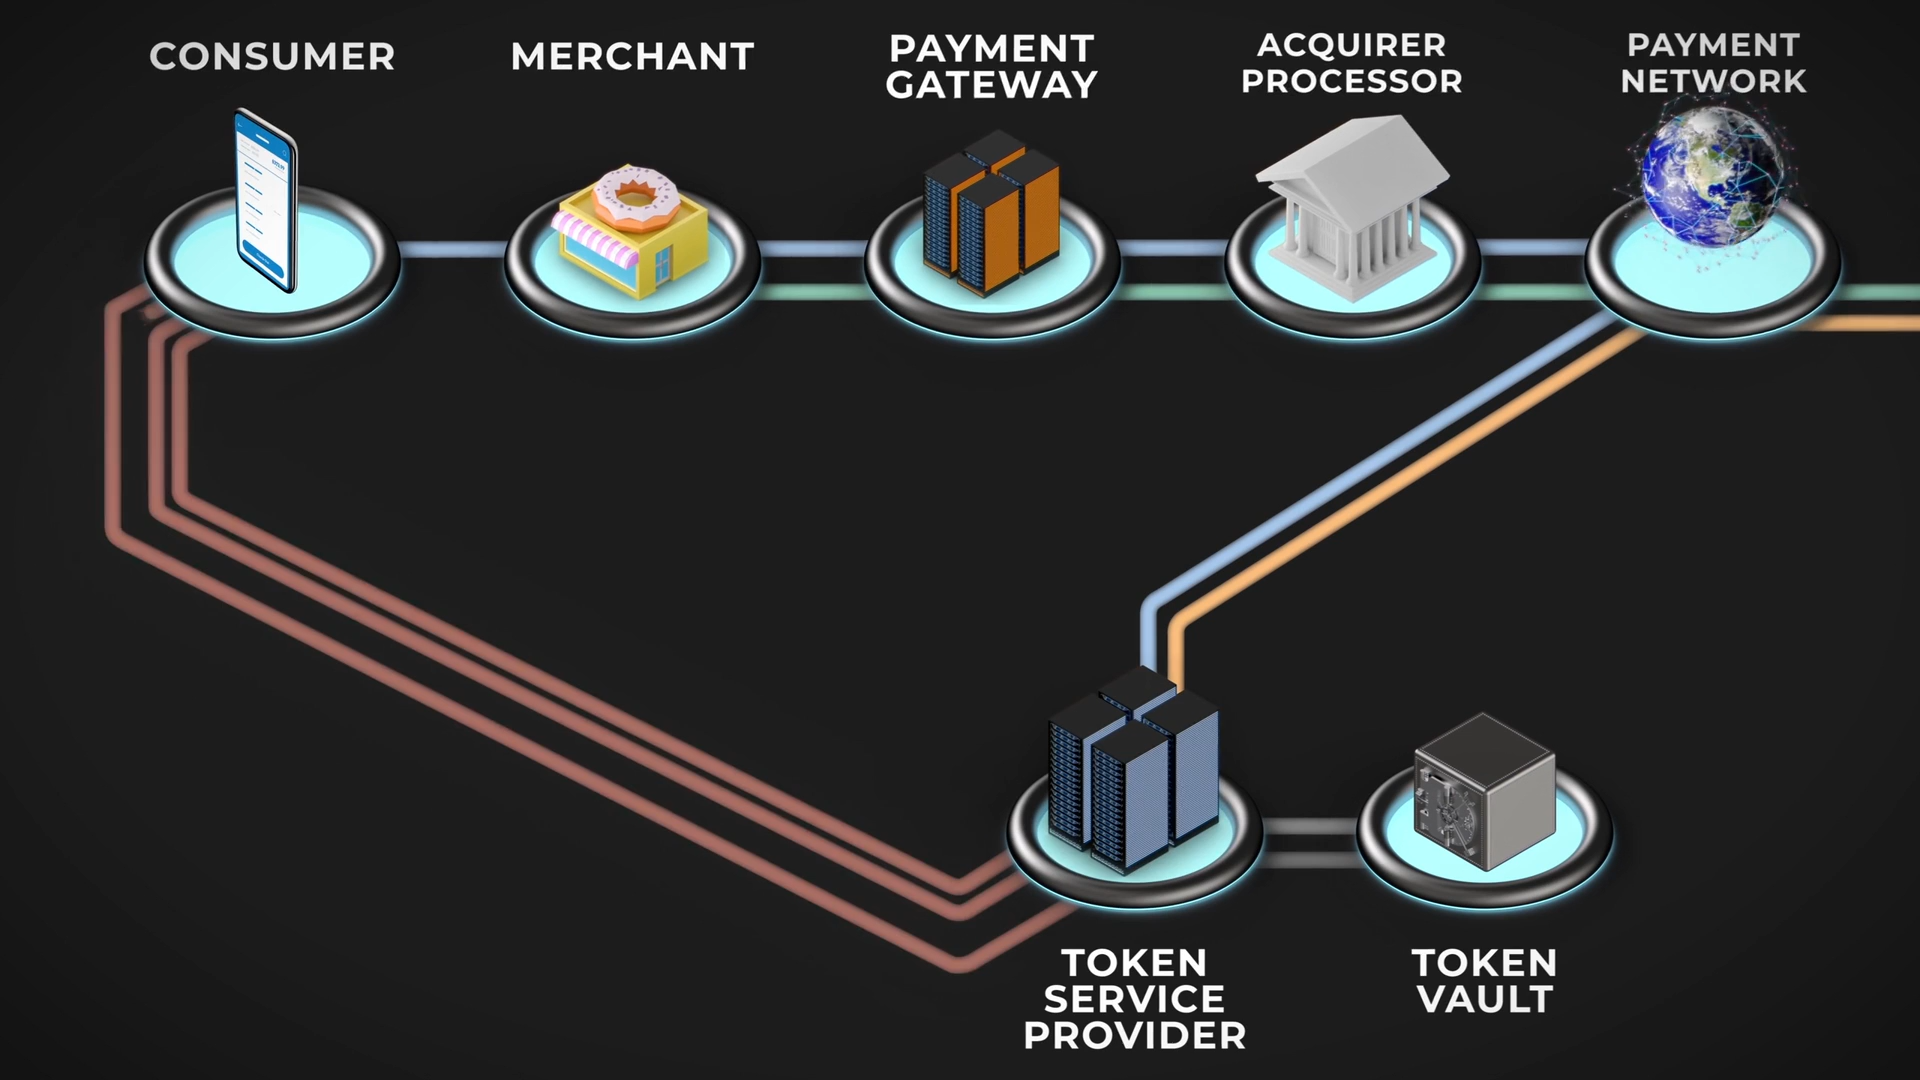 CONSUMER
MERCHANT
PAYMENT
GATEWAY
ACQUIRER
PROCESSOR
PAYMENT
NETWORK
TOKEN
SERVICE
PROVIDER
TOKEN
VAULT